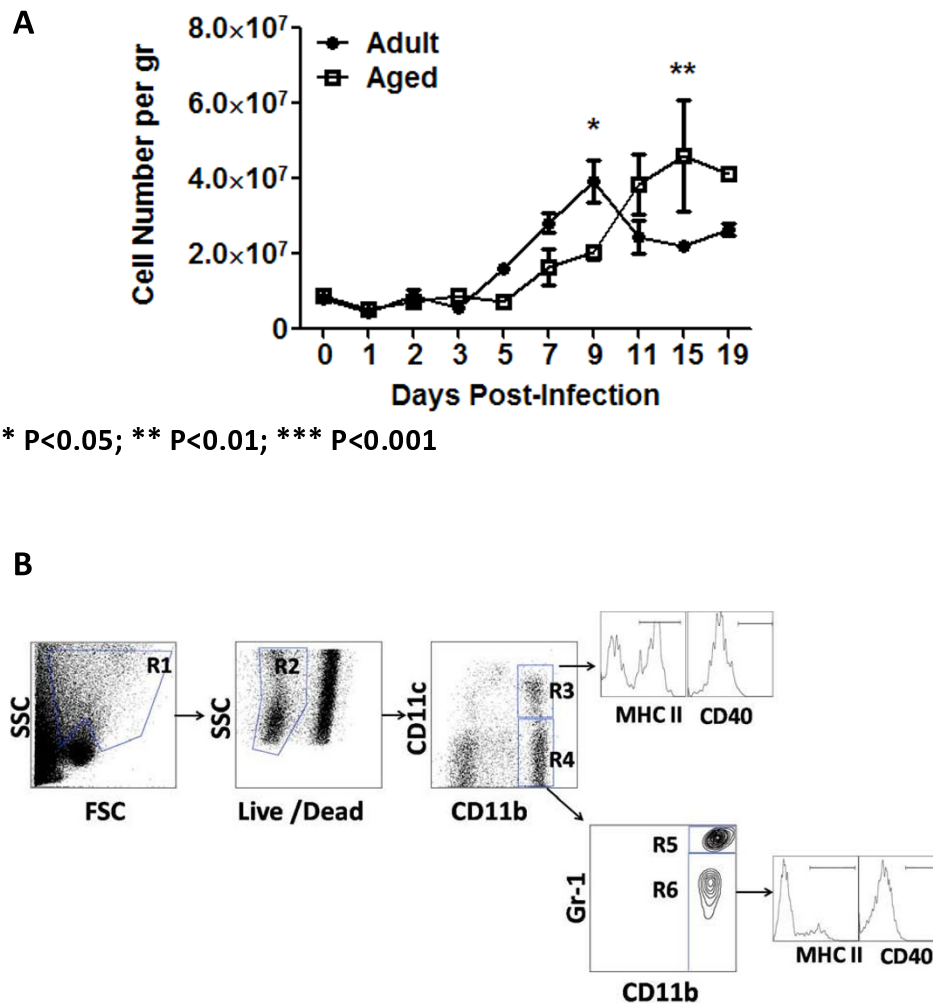 A
8.0×10⁷
6.0×10⁷
4.0×10⁷
2.0×10⁷
0
Cell Number per gr
Adult
Aged
*
**
0 1 2 3 5 7 9 11 15 19
Days Post-Infection
* P<0.05; ** P<0.01; *** P<0.001
B
SSC
R1
FSC
SSC
R2
Live /Dead
CD11c
R3
R4
CD11b
MHC II
CD40
Gr-1
R5
R6
CD11b
MHC II
CD40